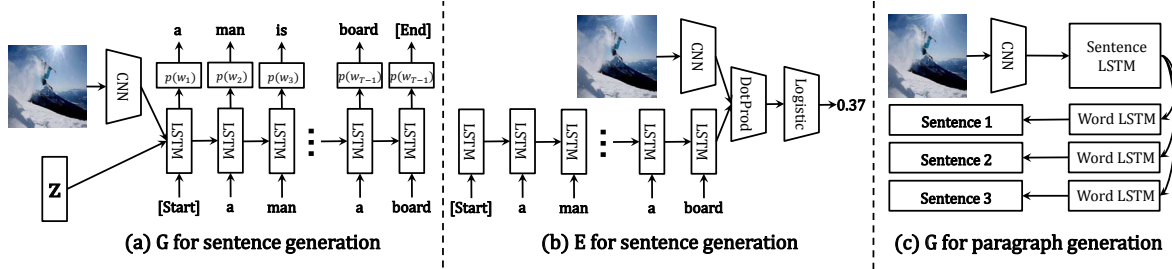 a man is board [End]
p(w₁) p(w₂) p(w₃) p(w_{T−1}) p(w_{T−1})
CNN
LSTM LSTM LSTM ⋮ LSTM LSTM
z
[Start] a man a board
(a) G for sentence generation
CNN
DotProd Logistic 0.37
LSTM LSTM LSTM ⋮ LSTM LSTM
[Start] a man a board
(b) E for sentence generation
CNN
Sentence
LSTM
Sentence 1 Word LSTM
Sentence 2 Word LSTM
Sentence 3 Word LSTM
(c) G for paragraph generation